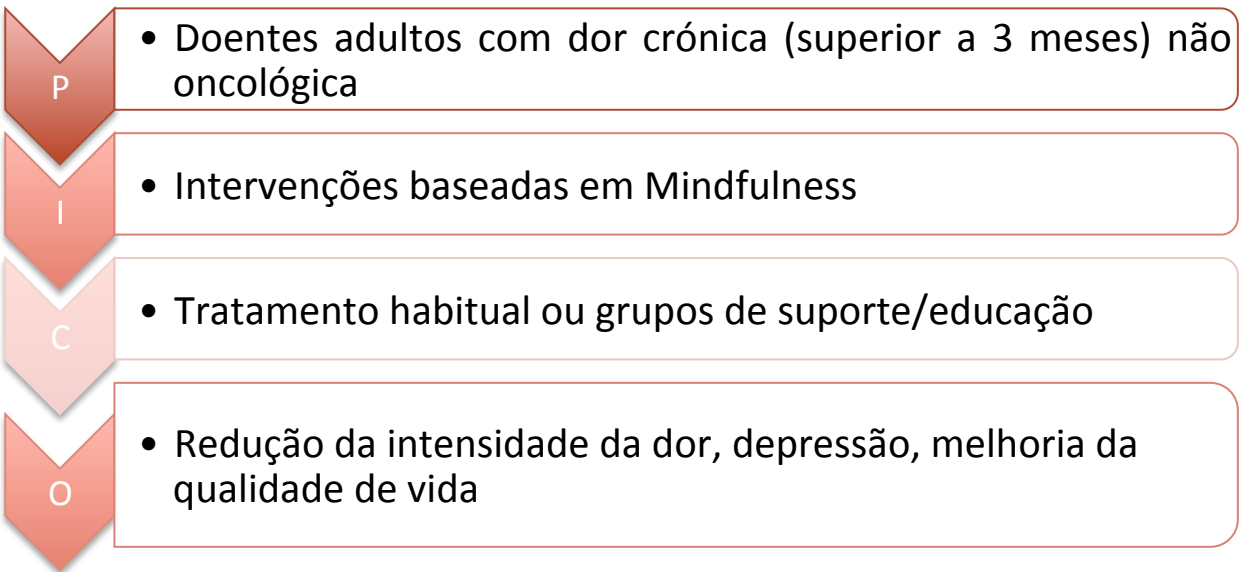 P
• Doentes adultos com dor crónica (superior a 3 meses) não
oncológica
I
• Intervenções baseadas em Mindfulness
C
• Tratamento habitual ou grupos de suporte/educação
O
• Redução da intensidade da dor, depressão, melhoria da
qualidade de vida